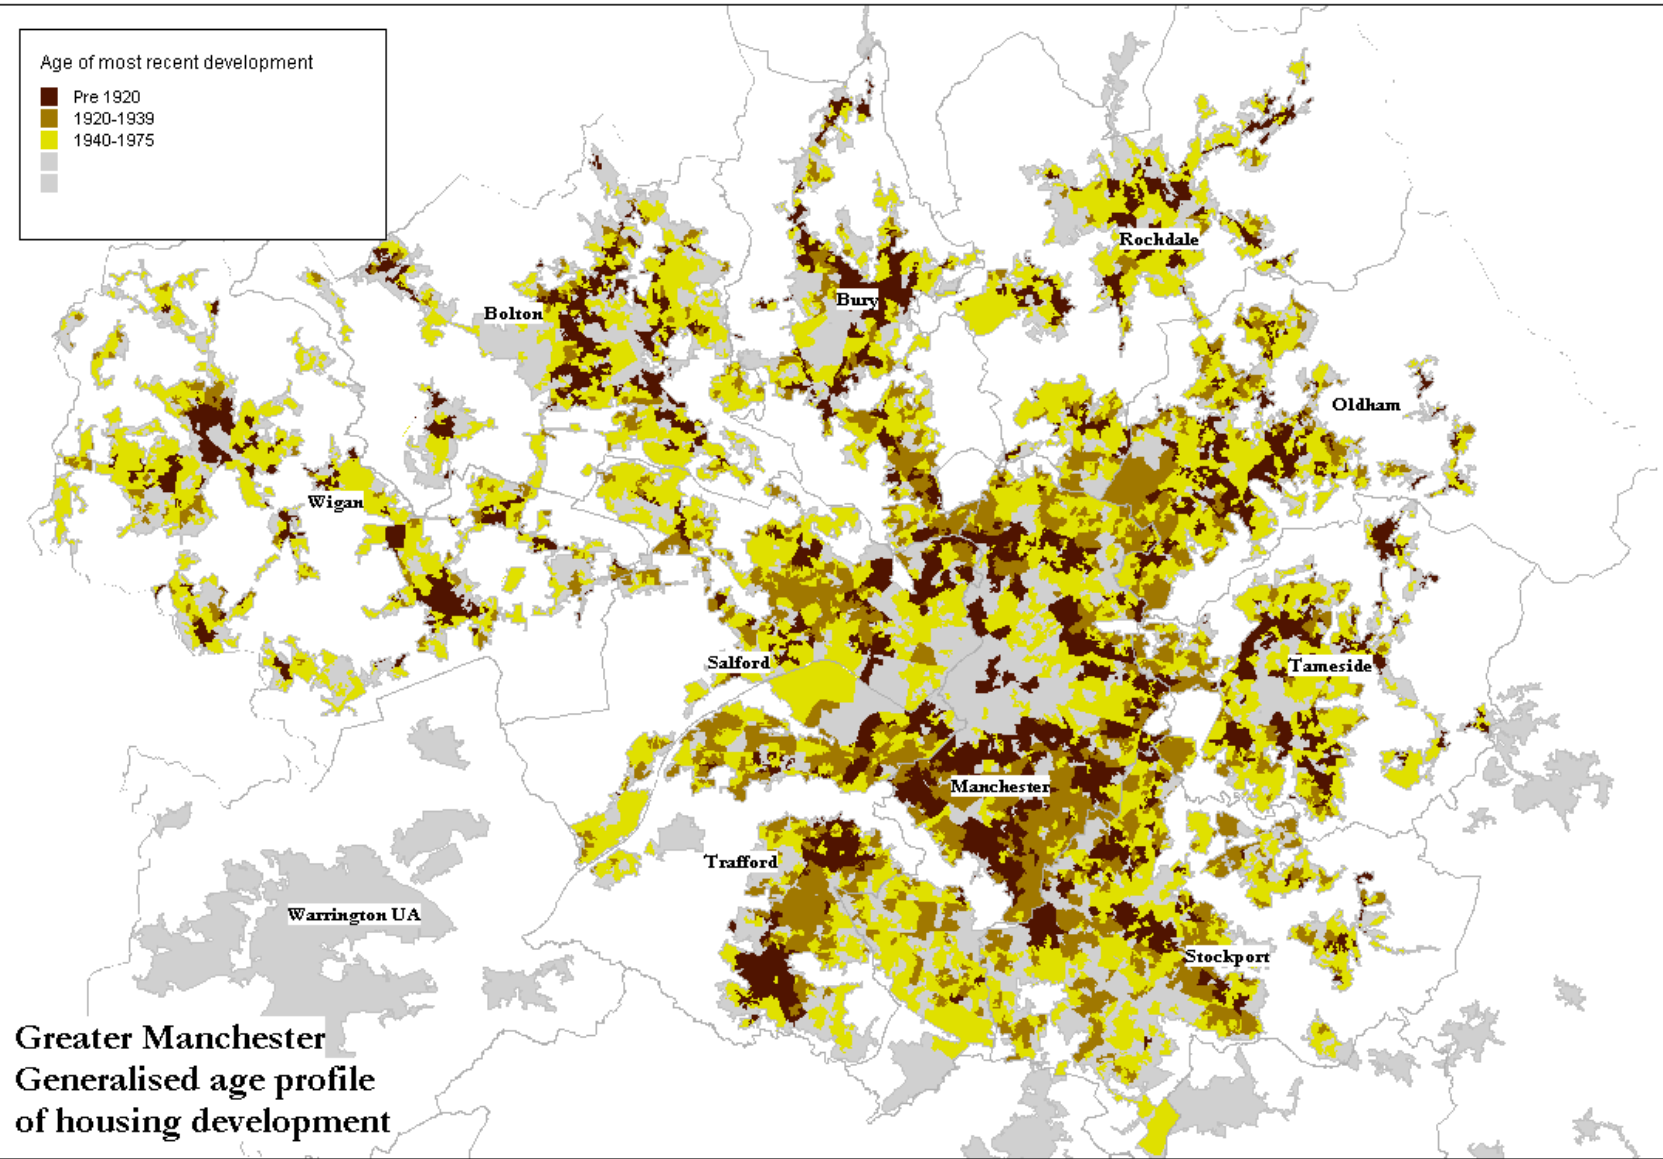 Age of most recent development
Pre 1920
1920-1939
1940-1975
Rochdale
Bury
Bolton
Oldham
Wigan
Salford
Tameside
Manchester
Trafford
Warrington UA
Stockport
Greater Manchester
Generalised age profile
of housing development